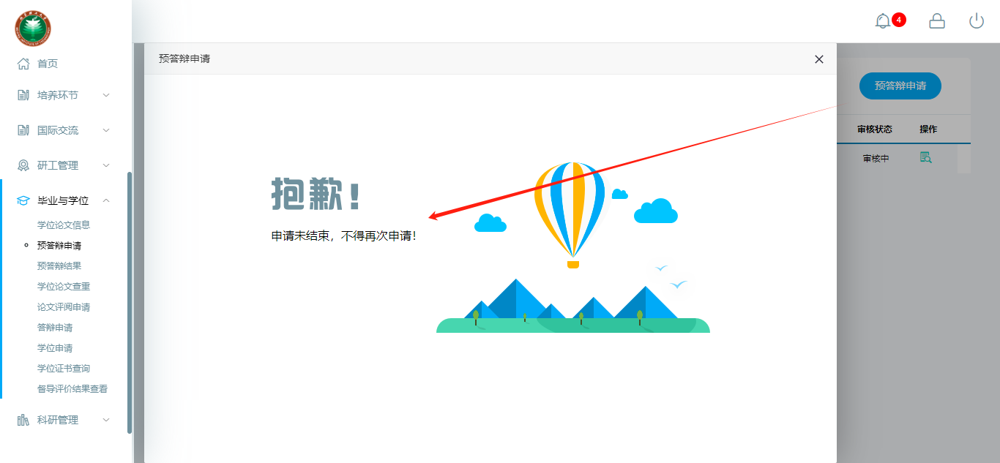 首页
培养环节
国际交流
研工管理
毕业与学位
学位论文信息
预答辩申请
预答辩结果
学位论文查重
论文评阅申请
答辩申请
学位申请
学位证书查询
督导评价结果查看
科研管理
4
预答辩申请
抱歉！
申请未结束，不得再次申请！
预答辩申请
审核状态 操作
审核中